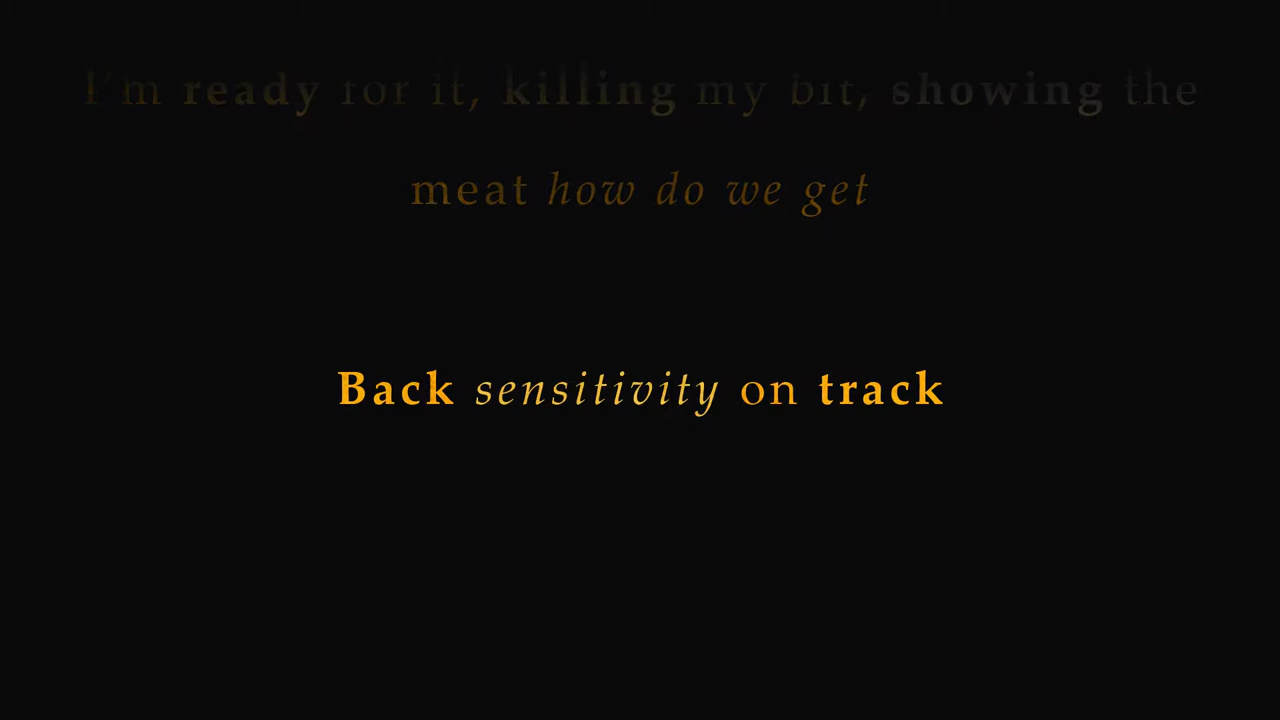 I'm ready for it, killing my bit, showing the
meat how do we get
Back sensitivity on track